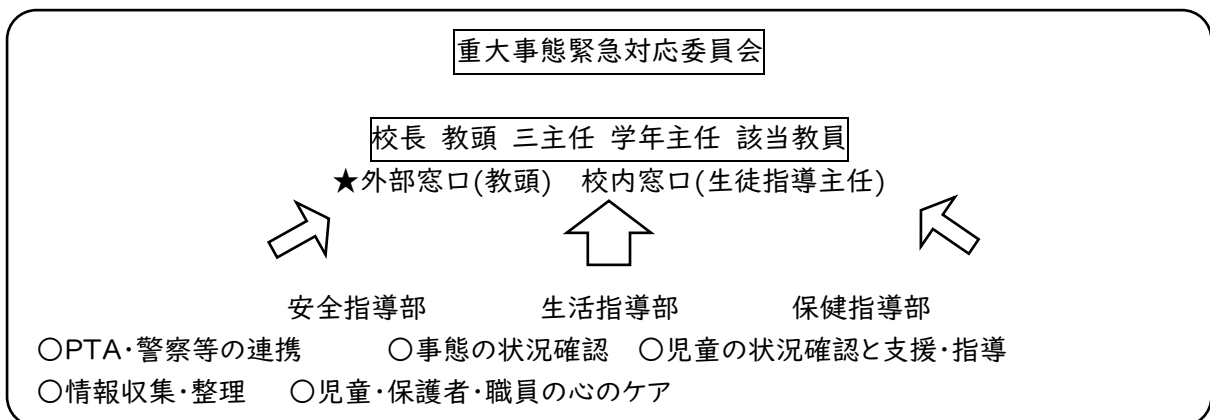 重大事態緊急対応委員会
校長 教頭 三主任 学年主任 該当教員
★外部窓口(教頭) 校内窓口(生徒指導主任)
安全指導部 生活指導部 保健指導部
○PTA・警察等の連携 ○事態の状況確認 ○児童の状況確認と支援・指導
○情報収集・整理 ○児童・保護者・職員の心のケア